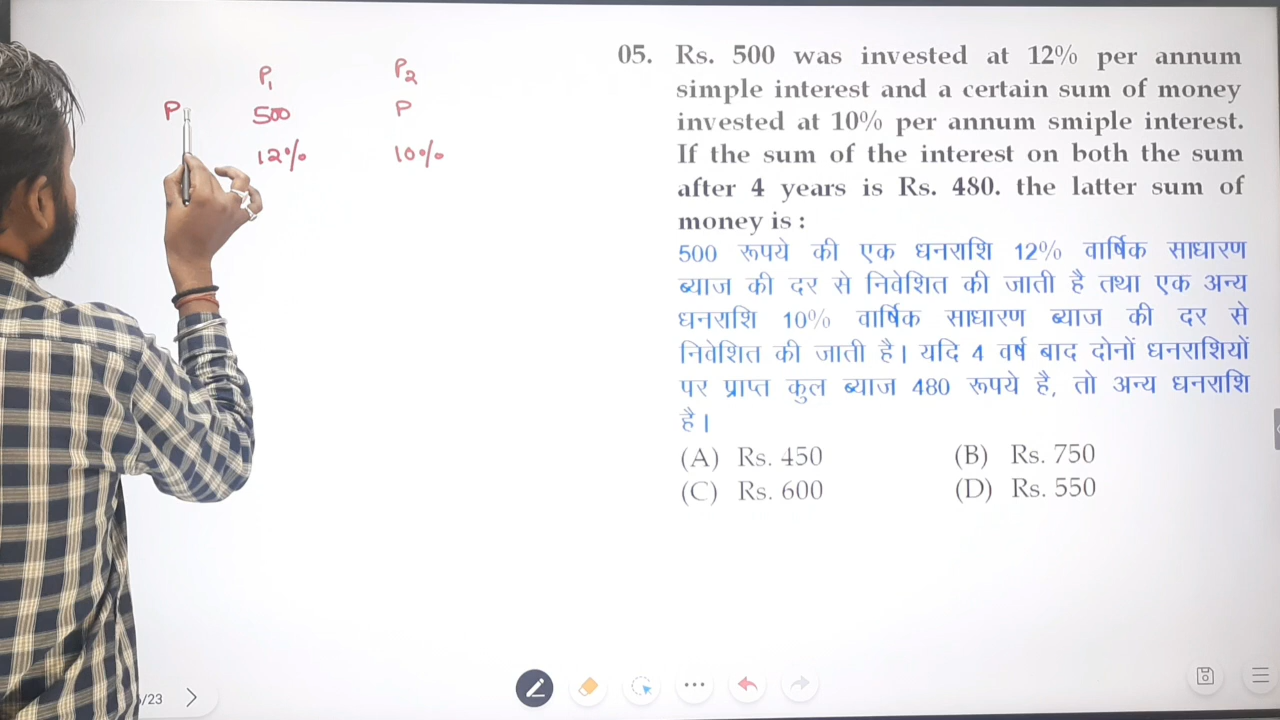 P₁ P₂
P 500 P
12% 10%
05. Rs. 500 was invested at 12% per annum
simple interest and a certain sum of money
invested at 10% per annum smiple interest.
If the sum of the interest on both the sum
after 4 years is Rs. 480. the latter sum of
money is :
500 रूपये की एक धनराशि 12% वार्षिक साधारण
ब्याज की दर से निवेशित की जाती है तथा एक अन्य
धनराशि 10% वार्षिक साधारण ब्याज की दर से
निवेशित की जाती है। यदि 4 वर्ष बाद दोनों धनराशियों
पर प्राप्त कुल ब्याज 480 रूपये है, तो अन्य धनराशि
है।
(A) Rs. 450 (B) Rs. 750
(C) Rs. 600 (D) Rs. 550
/23